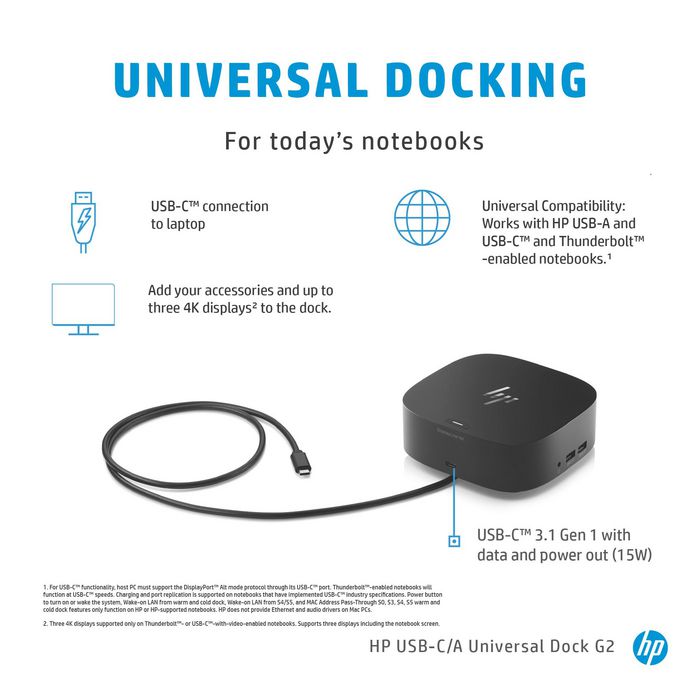 UNIVERSAL DOCKING
For today's notebooks
USB-C™ connection
to laptop
Universal Compatibility:
Works with HP USB-A and
USB-C™ and Thunderbolt™
-enabled notebooks.¹
Add your accessories and up to
three 4K displays² to the dock.
hp
USB-C™ 3.1 Gen 1 with
data and power out (15W)
1. For USB-C™ functionality, host PC must support the DisplayPort™ Alt mode protocol through its USB-C™ port. Thunderbolt™-enabled notebooks will
function at USB-C™ speeds. Charging and port replication is supported on notebooks that have implemented USB-C™ industry specifications. Power button
to turn on or wake the system, Wake-on LAN from warm and cold dock, Wake-on LAN from S4/S5, and MAC Address Pass-Through S0, S3, S4, S5 warm and
cold dock features only function on HP or HP-supported notebooks. HP does not provide Ethernet and audio drivers on Mac PCs.
2. Three 4K displays supported only on Thunderbolt™- or USB-C™-with-video-enabled notebooks. Supports three displays including the notebook screen.
HP USB-C/A Universal Dock G2
hp